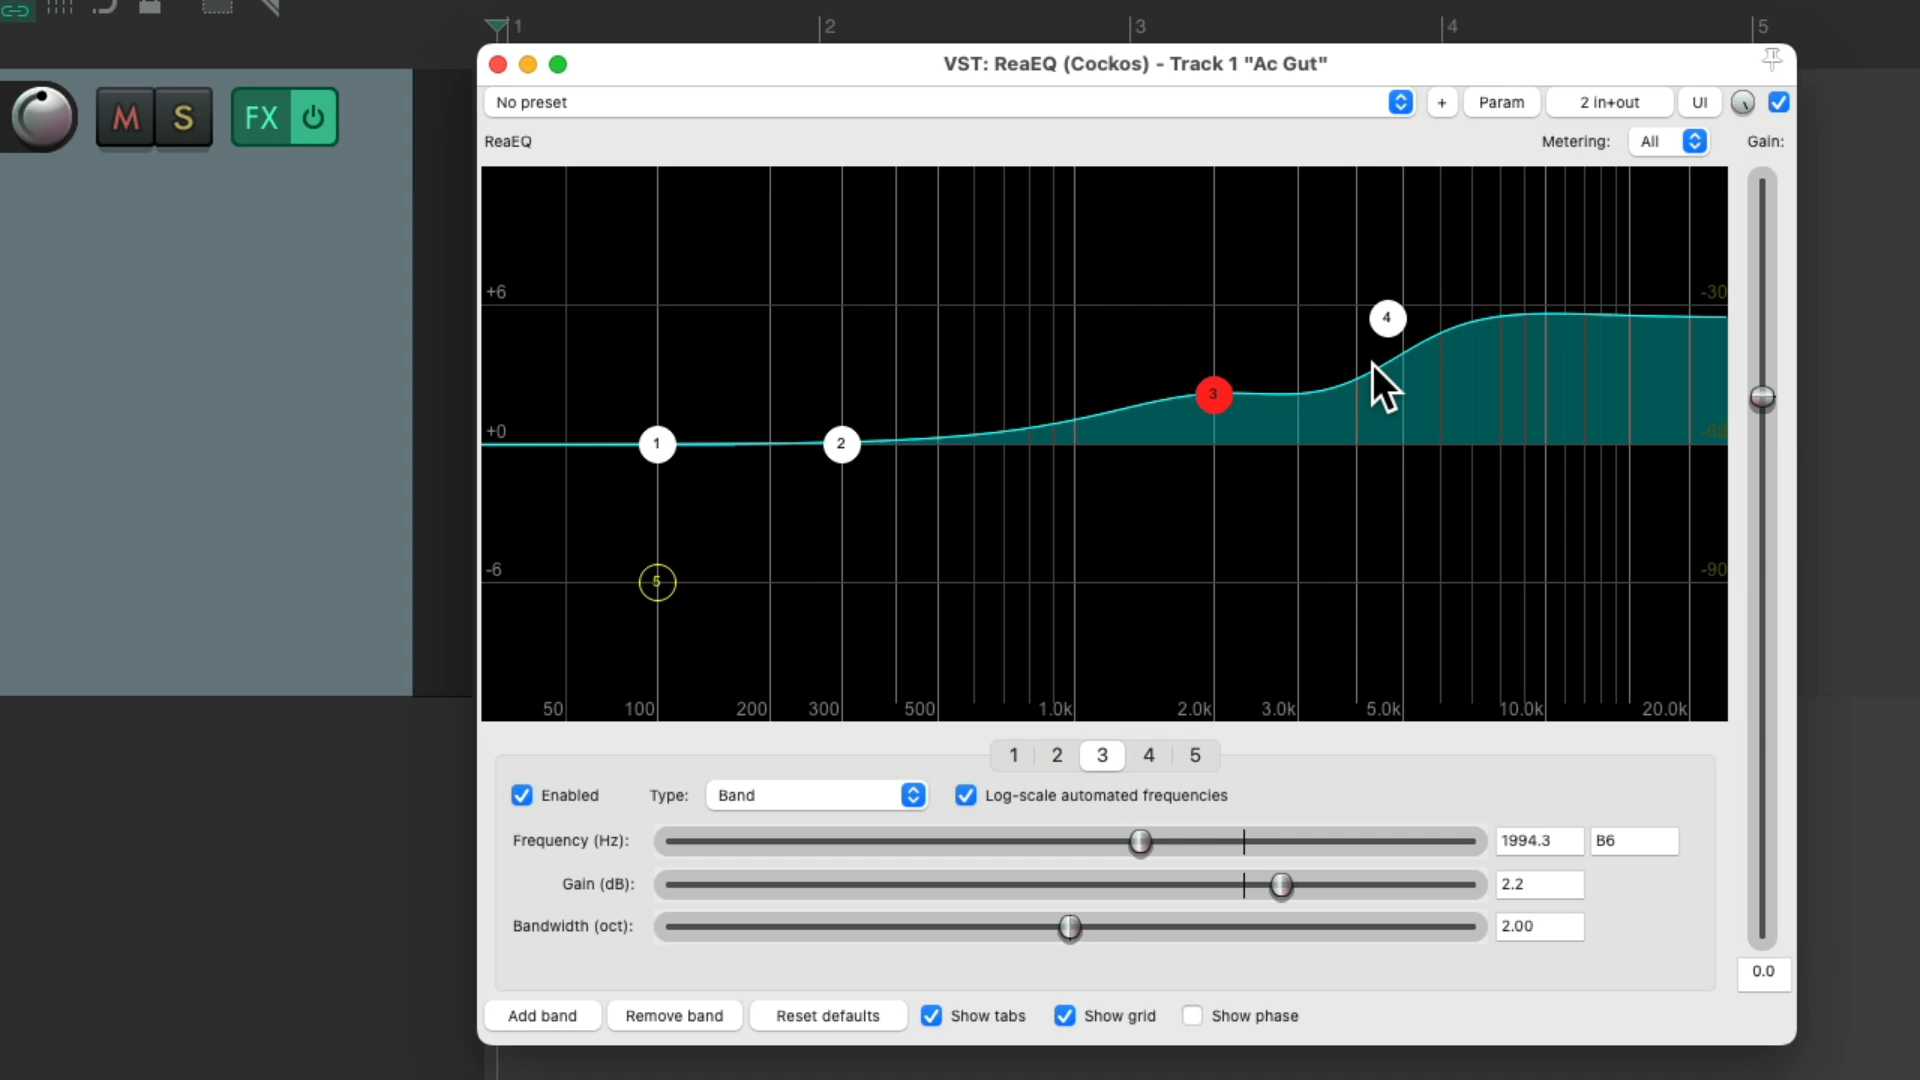 1 2 3 4 5
VST: ReaEQ (Cockos) - Track 1 "Ac Gut"
M S FX
No preset + Param 2 in+out UI
ReaEQ Metering: All Gain:
+6 -30
4
3
+0 1 2 -60
-6 5 -90
50 100 200 300 500 1.0k 2.0k 3.0k 5.0k 10.0k 20.0k
1 2 3 4 5
Enabled Type: Band Log-scale automated frequencies
Frequency (Hz): 1994.3 B6
Gain (dB): 2.2
Bandwidth (oct): 2.00
0.0
Add band Remove band Reset defaults Show tabs Show grid Show phase